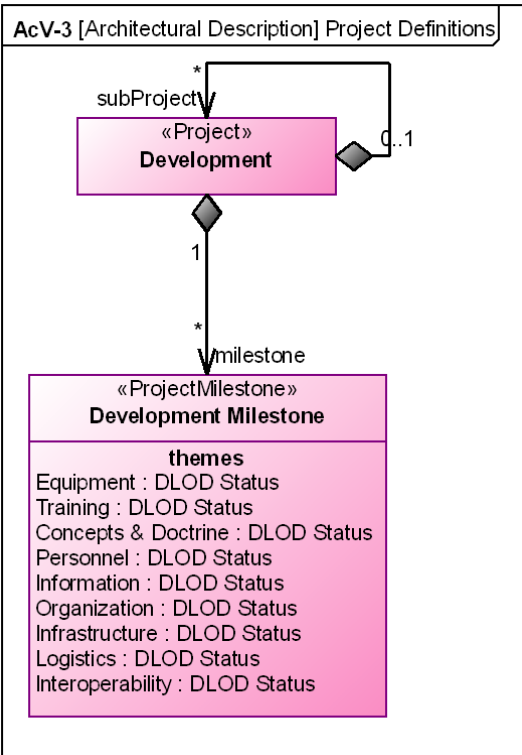 AcV-3 [Architectural Description] Project Definitions
*
subProject
«Project»
Development
0..1
1
*
milestone
«ProjectMilestone»
Development Milestone
themes
Equipment : DLOD Status
Training : DLOD Status
Concepts & Doctrine : DLOD Status
Personnel : DLOD Status
Information : DLOD Status
Organization : DLOD Status
Infrastructure : DLOD Status
Logistics : DLOD Status
Interoperability : DLOD Status